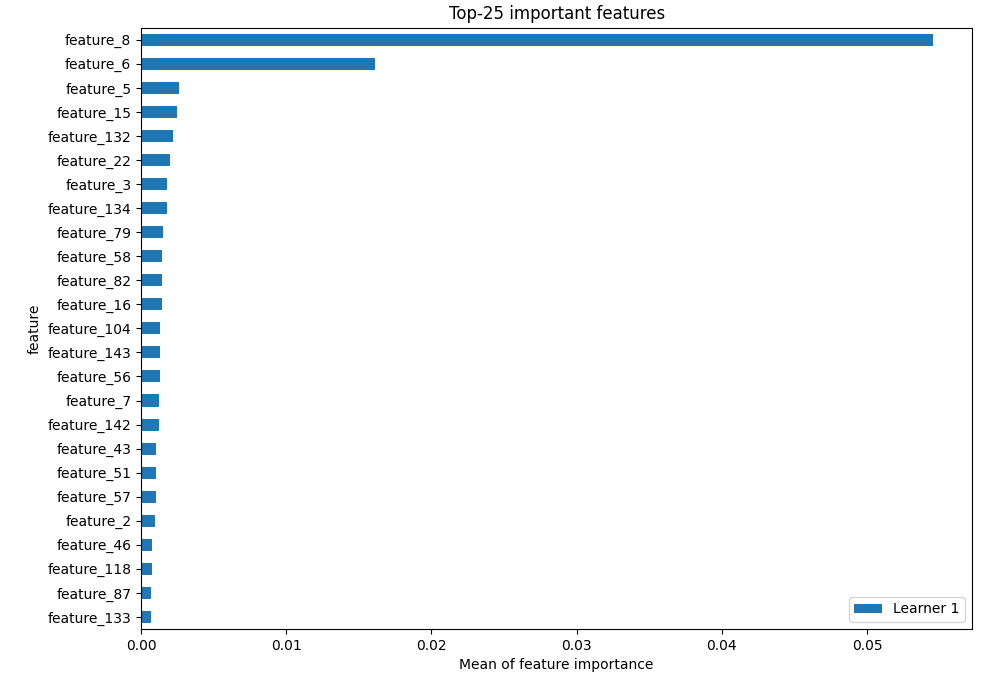 Top-25 important features
feature_8
feature_6
feature_5
feature_15
feature_132
feature_22
feature_3
feature_134
feature_79
feature_58
feature_82
feature_16
feature_104
feature_143
feature_56
feature_7
feature_142
feature_43
feature_51
feature_57
feature_2
feature_46
feature_118
feature_87
feature_133
feature
Learner 1
0.00 0.01 0.02 0.03 0.04 0.05
Mean of feature importance